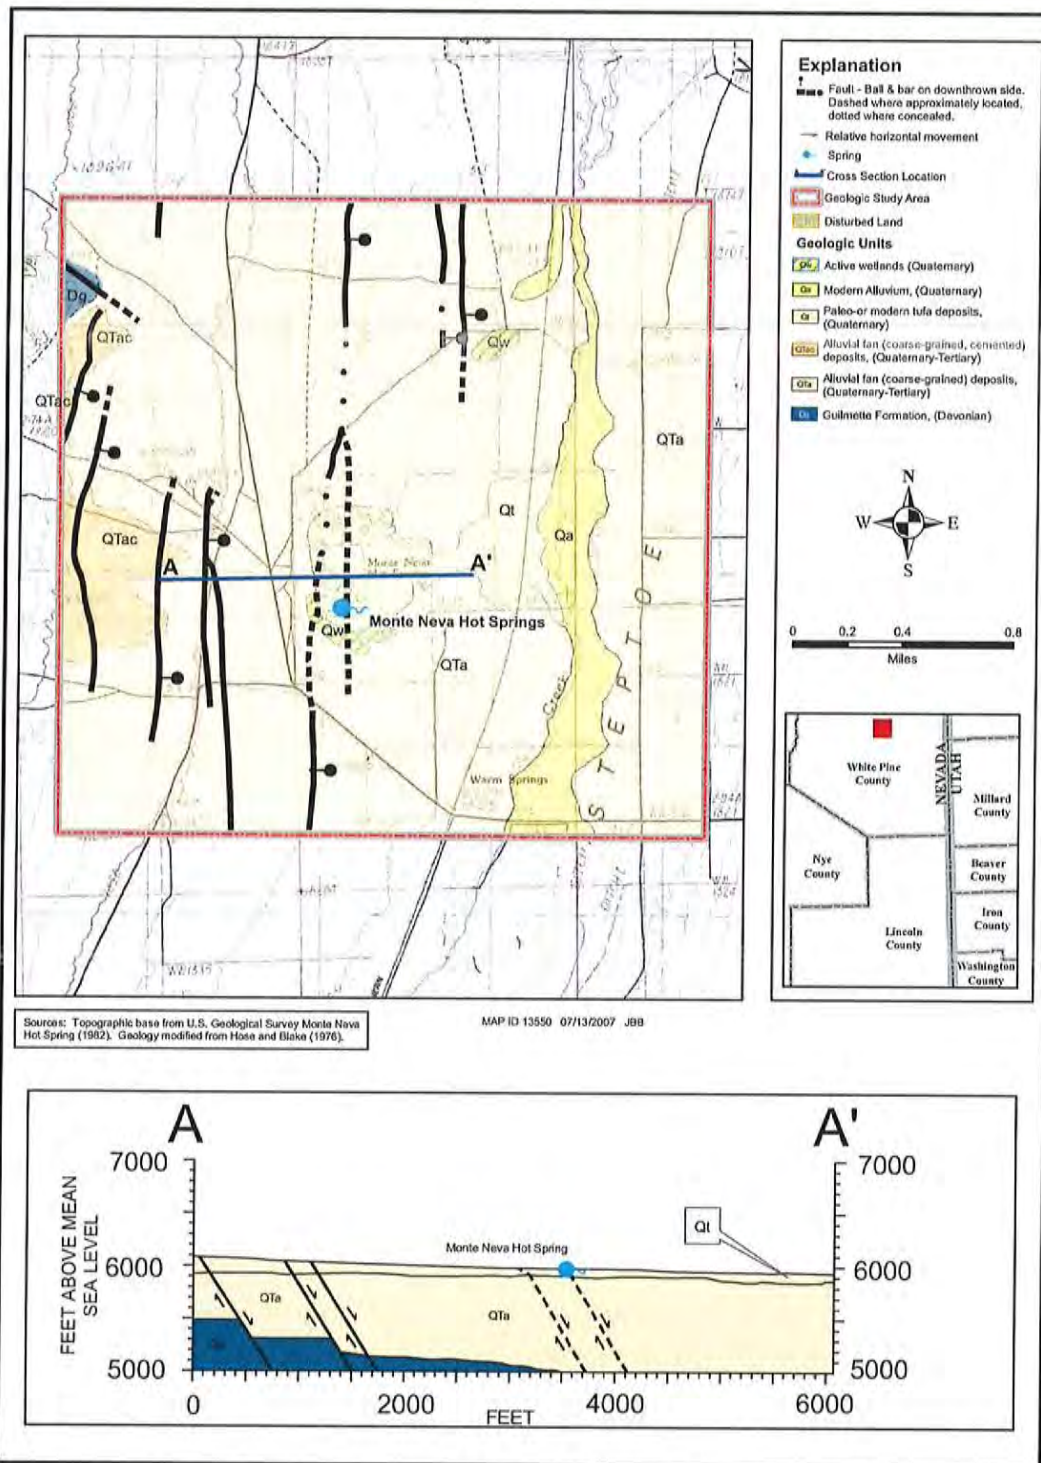 Explanation
Fault - Ball & bar on downthrown side.
Dashed where approximately located,
dotted where concealed.
Relative horizontal movement
Spring
Cross Section Location
Geologic Study Area
Disturbed Land
Geologic Units
Qw Active wetlands (Quaternary)
Qa Modern Alluvium, (Quaternary)
Qt Paleo-or modern tufa deposits,
(Quaternary)
QTac Alluvial fan (coarse-grained, cemented)
deposits, (Quaternary-Tertiary)
QTa Alluvial fan (coarse-grained) deposits,
(Quaternary-Tertiary)
Guilmette Formation, (Devonian)
N
W E
S
0 0.2 0.4 0.8
Miles
White Pine
County
NEVADA
UTAH
Millard
County
Nye
County
Beaver
County
Iron
County
Lincoln
County
Washington
County
Dg
QTac
Qw
QTac
QTa
Qt
Qa
QTac
A
A'
Monte Neva Hot Springs
Qw
QTa
Creek
Warm Springs
STEPTOE
Sources: Topographic base from U.S. Geological Survey Monte Neva
Hot Spring (1982). Geology modified from Hose and Blake (1976).
MAP ID 13550 07/13/2007 JBB
A
A'
7000
7000
FEET ABOVE MEAN
SEA LEVEL
Qt
Monte Neva Hot Spring
6000
6000
QTa
QTa
5000
5000
0 2000 4000 6000
FEET